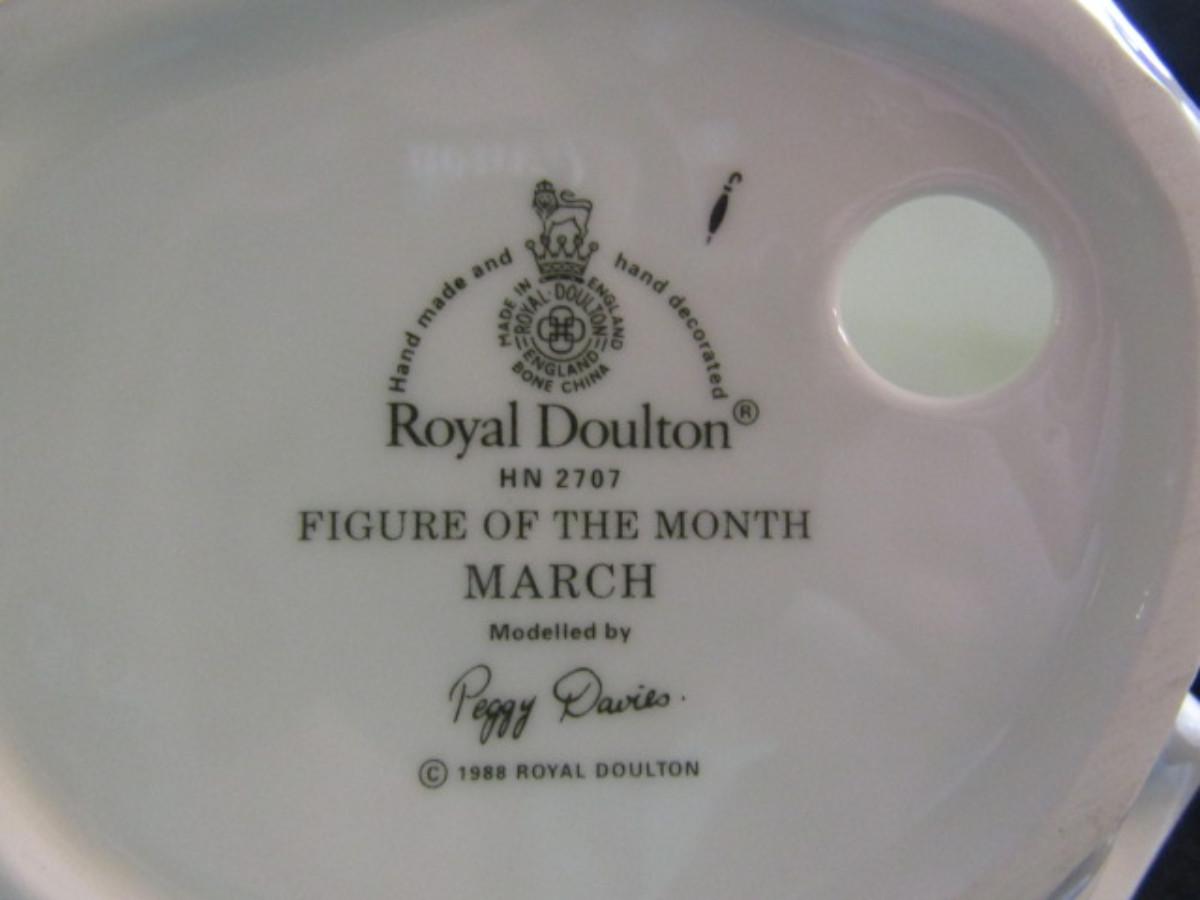 Hand made and hand decorated
MADE IN ENGLAND
ROYAL·DOULTON
ENGLAND
BONE CHINA
Royal Doulton®
HN 2707
FIGURE OF THE MONTH
MARCH
Modelled by
Peggy Davies.
© 1988 ROYAL DOULTON